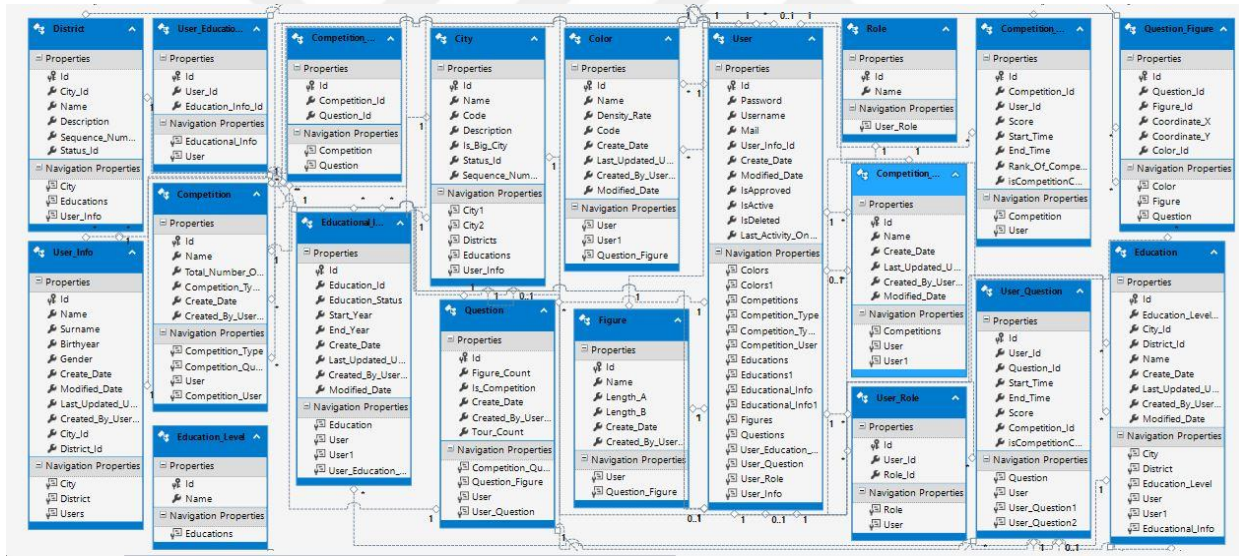 District
Properties
Id
City_Id
Name
Description
Sequence_Num...
Status_Id
Navigation Properties
City
Educations
User_Info
User_Educatio...
Properties
Id
User_Id
Education_Info_Id
Navigation Properties
Educational_Info
User
Competition_...
Properties
Id
Competition_Id
Question_Id
Navigation Properties
Competition
Question
City
Properties
Id
Name
Code
Description
Is_Big_City
Status_Id
Sequence_Num...
Navigation Properties
City1
City2
Districts
Educations
User_Info
Color
Properties
Id
Name
Density_Rate
Code
Create_Date
Last_Updated_U...
Created_By_User...
Modified_Date
Navigation Properties
User
User1
Question_Figure
User
Properties
Id
Password
Username
Mail
User_Info_Id
Create_Date
Modified_Date
IsApproved
IsActive
IsDeleted
Last_Activity_On...
Navigation Properties
Colors
Colors1
Competitions
Competition_Type
Competition_Ty...
Competition_User
Educations
Educations1
Educational_Info
Educational_Info1
Figures
Questions
User_Education_...
User_Question
User_Role
User_Info
Role
Properties
Id
Name
Navigation Properties
User_Role
Competition_...
Properties
Id
Competition_Id
User_Id
Score
Start_Time
End_Time
Rank_Of_Compe...
isCompetitionC...
Navigation Properties
Competition
User
Question_Figure
Properties
Id
Question_Id
Figure_Id
Coordinate_X
Coordinate_Y
Color_Id
Navigation Properties
Color
Figure
Question
User_Info
Properties
Id
Name
Surname
Birthyear
Gender
Create_Date
Modified_Date
Last_Updated_U...
Created_By_User...
City_Id
District_Id
Navigation Properties
City
District
Users
Competition
Properties
Id
Name
Total_Number_O...
Competition_Ty...
Create_Date
Created_By_User...
Navigation Properties
Competition_Type
Competition_Qu...
User
Competition_User
Education_Level
Properties
Id
Name
Navigation Properties
Educations
Educational_I...
Properties
Id
Education_Id
Education_Status
Start_Year
End_Year
Create_Date
Last_Updated_U...
Created_By_User...
Modified_Date
Navigation Properties
Education
User
User1
User_Education_...
Question
Properties
Id
Figure_Count
Is_Competition
Create_Date
Created_By_User...
Tour_Count
Navigation Properties
Competition_Qu...
Question_Figure
User
User_Question
Figure
Properties
Id
Name
Length_A
Length_B
Create_Date
Created_By_User...
Navigation Properties
User
Question_Figure
Competition_...
Properties
Id
Name
Create_Date
Last_Updated_U...
Created_By_User...
Modified_Date
Navigation Properties
Competitions
User
User1
User_Role
Properties
Id
User_Id
Role_Id
Navigation Properties
Role
User
User_Question
Properties
Id
User_Id
Question_Id
Start_Time
End_Time
Score
Competition_Id
isCompetitionC...
Navigation Properties
Question
User
User_Question1
User_Question2
Education
Properties
Id
Education_Level...
City_Id
District_Id
Name
Create_Date
Last_Updated_U...
Created_By_User...
Modified_Date
Navigation Properties
City
District
Education_Level
User
User1
Educational_Info